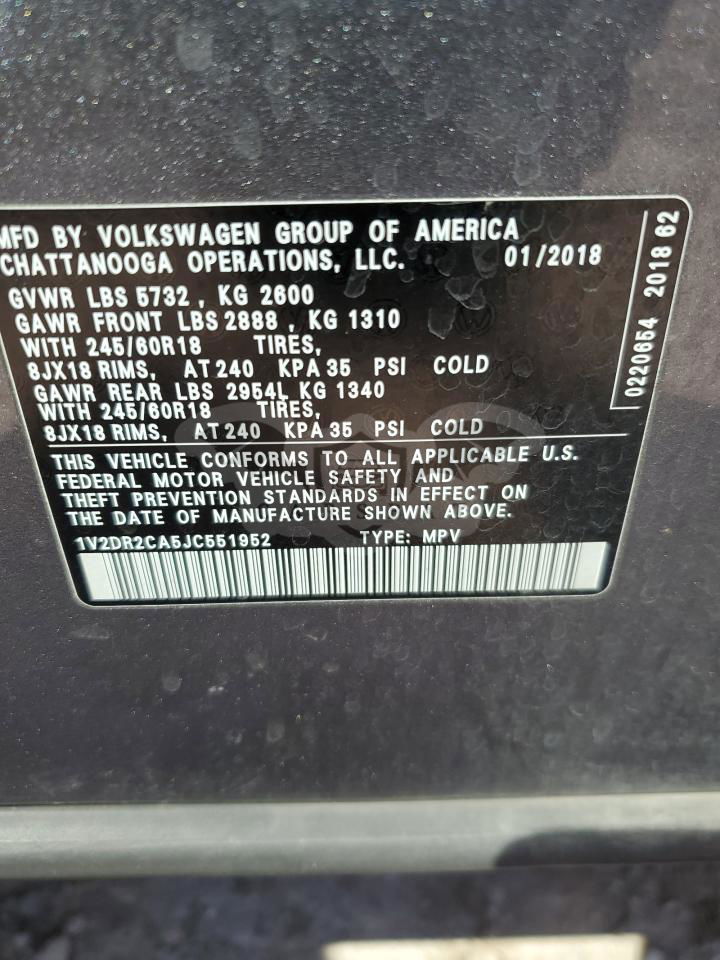 MFD BY VOLKSWAGEN GROUP OF AMERICA
CHATTANOOGA OPERATIONS, LLC. 01/2018
GVWR LBS 5732 , KG 2600
GAWR FRONT LBS 2888 , KG 1310
WITH 245/60R18 TIRES,
8JX18 RIMS, AT 240 KPA 35 PSI COLD
GAWR REAR LBS 2954L KG 1340
WITH 245/60R18 TIRES,
8JX18 RIMS, AT 240 KPA 35 PSI COLD
THIS VEHICLE CONFORMS TO ALL APPLICABLE U.S.
FEDERAL MOTOR VEHICLE SAFETY AND
THEFT PREVENTION STANDARDS IN EFFECT ON
THE DATE OF MANUFACTURE SHOWN ABOVE.
1V2DR2CA5JC551952 TYPE: MPV
0220654 2018 62